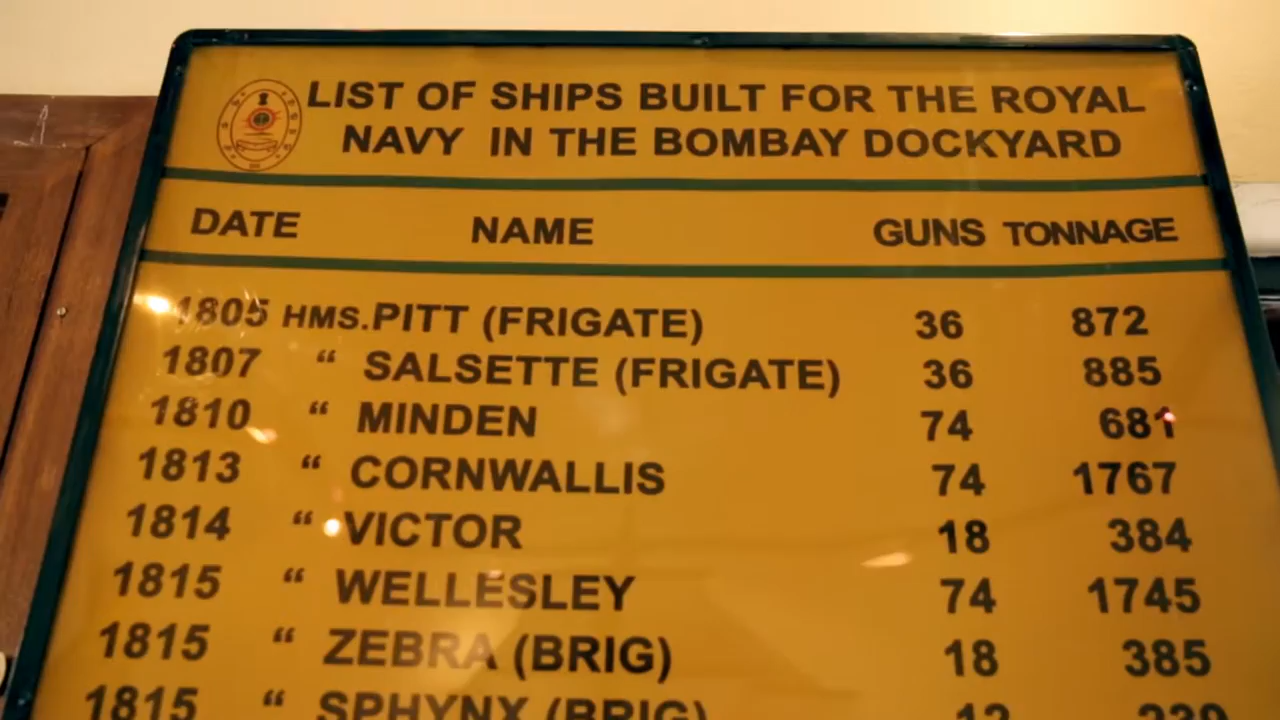 LIST OF SHIPS BUILT FOR THE ROYAL
NAVY IN THE BOMBAY DOCKYARD
DATE NAME GUNS TONNAGE
1805 HMS.PITT (FRIGATE) 36 872
1807 “ SALSETTE (FRIGATE) 36 885
1810 “ MINDEN 74 681
1813 “ CORNWALLIS 74 1767
1814 “ VICTOR 18 384
1815 “ WELLESLEY 74 1745
1815 “ ZEBRA (BRIG) 18 385
1815 “ SPHYNX (BRIG) 12